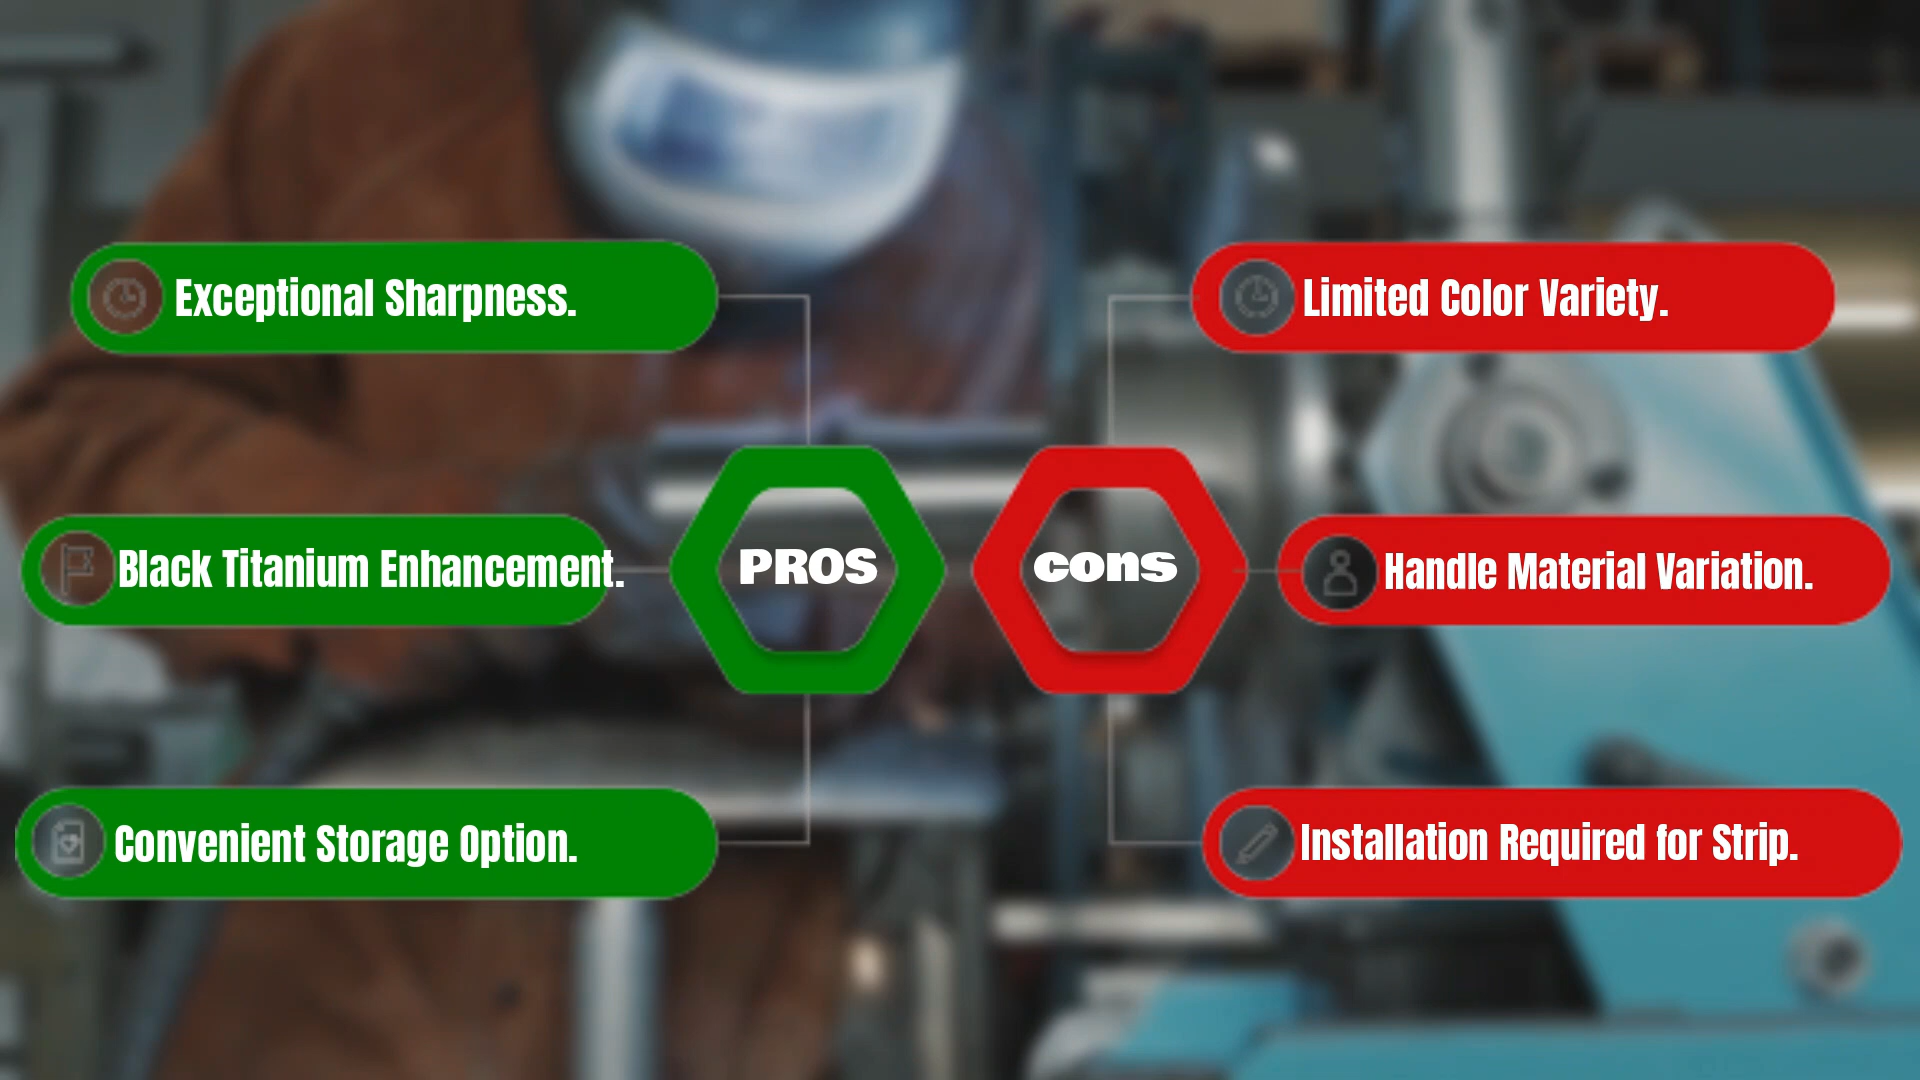 Exceptional Sharpness.
Black Titanium Enhancement.
Convenient Storage Option.
PROS
cons
Limited Color Variety.
Handle Material Variation.
Installation Required for Strip.